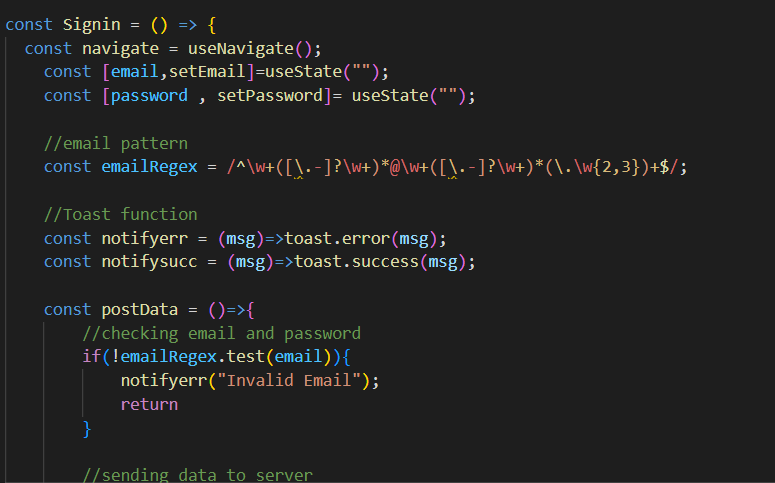 const Signin = () => {
const navigate = useNavigate();
const [email,setEmail]=useState("");
const [password , setPassword]= useState("");
//email pattern
const emailRegex = /^\w+([\.-]?\w+)*@\w+([\.-]?\w+)*(\.\w{2,3})+$/;
//Toast function
const notifyerr = (msg)=>toast.error(msg);
const notifysucc = (msg)=>toast.success(msg);
const postData = ()=>{
//checking email and password
if(!emailRegex.test(email)){
notifyerr("Invalid Email");
return
}
//sending data to server